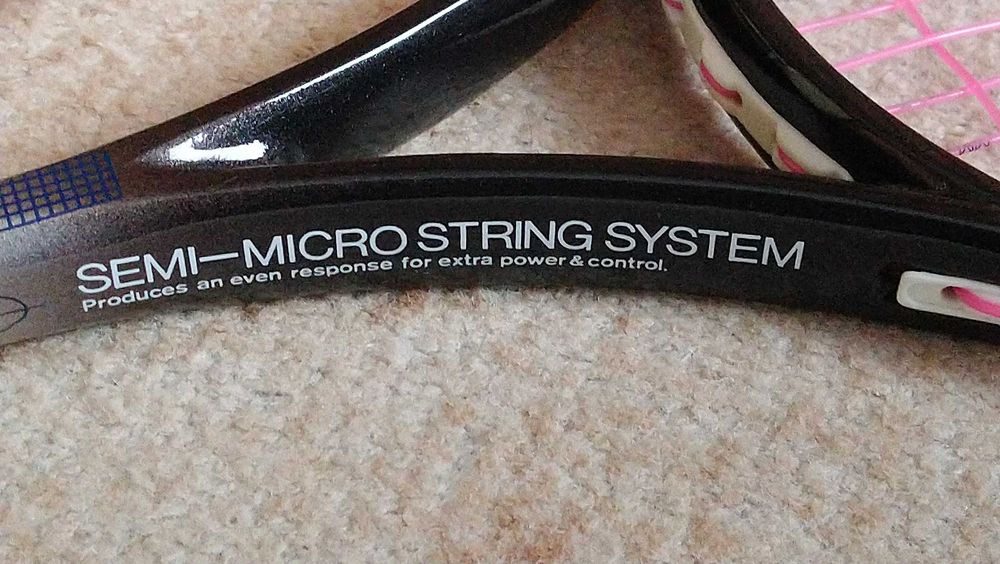 SEMI—MICRO STRING SYSTEM
Produces an even response for extra power & control.